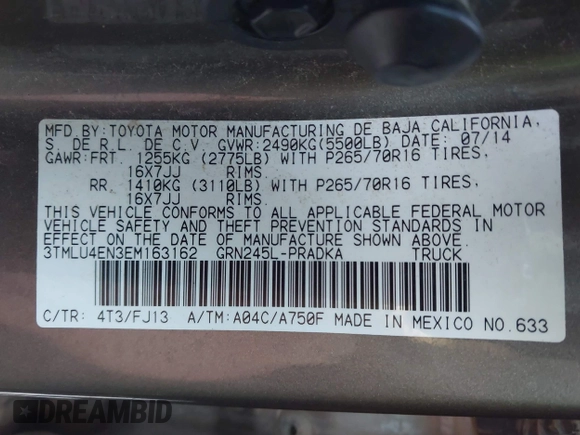 MFD.BY:TOYOTA MOTOR MANUFACTURING DE BAJA CALIFORNIA,
S. DE R.L. DE C.V. GVWR:2490KG(5500LB) DATE: 07/14
GAWR:FRT. 1255KG (2775LB) WITH P265/70R16 TIRES,
16X7JJ RIMS.
RR. 1410KG (3110LB) WITH P265/70R16 TIRES,
16X7JJ RIMS.
THIS VEHICLE CONFORMS TO ALL APPLICABLE FEDERAL MOTOR
VEHICLE SAFETY AND THEFT PREVENTION STANDARDS IN
EFFECT ON THE DATE OF MANUFACTURE SHOWN ABOVE.
3TMLU4EN3EM163162 GRN245L-PRADKA TRUCK
C/TR: 4T3/FJ13 A/TM:A04C/A750F MADE IN MEXICO NO.633
DREAMBID